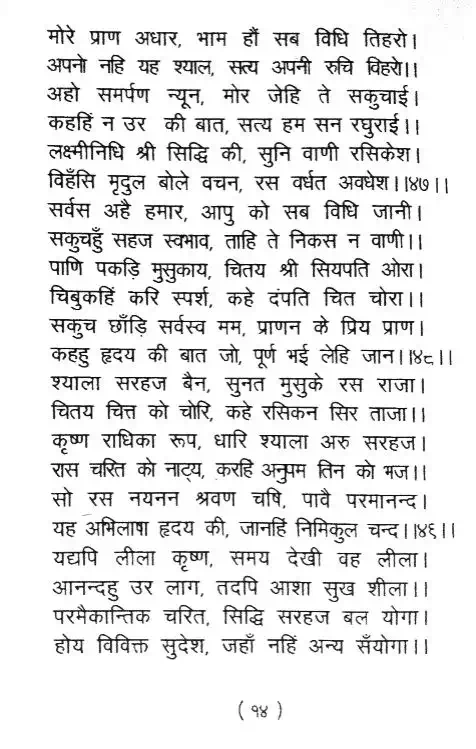 मोरे प्राण अधार, भाम हौं सब विधि तिहरो।
अपनो नहि यह श्याल, सत्य अपनी रुचि विहरो।।
अहो समर्पण न्यून, मोर जेहि ते सकुचाई।
कहहिं न उर की बात, सत्य हम सन रघुराई।।
लक्ष्मीनिधि श्री सिद्धि की, सुनि वाणी रसिकेश।
विहँसि मृदुल बोले वचन, रस वर्धत अवधेश।।४७।।
सर्वस अहै हमार, आपु को सब विधि जानी।
सकुचहुँ सहज स्वभाव, ताहि ते निकस न वाणी।।
पाणि पकड़ि मुसुकाय, चितय श्री सियपति ओरा।
चिबुकहिं करि स्पर्श, कहे दंपति चित चोरा।।
सकुच छाँड़ि सर्वस्व मम, प्राणन के प्रिय प्राण।
कहहु हृदय की बात जो, पूर्ण भई लेहि जान।।४८।।
श्याला सरहज बैन, सुनत मुसुके रस राजा।
चितय चित्त को चोरि, कहे रसिकन सिर ताजा।।
कृष्ण राधिका रूप, धारि श्याला अरु सरहज।
रास चरित को नाट्य, करहि अनुपम तिन को भज।।
सो रस नयनन श्रवण चषि, पावै परमानन्द।
यह अभिलाषा हृदय की, जानहिं निमिकुल चन्द।।४९।।
यद्यपि लीला कृष्ण, समय देखी वह लीला।
आनन्दहु उर लाग, तदपि आशा सुख शीला।।
परमैकान्तिक चरित, सिद्धि सरहज बल योगा।
होय विविक्त सुदेश, जहाँ नहिं अन्य सँयोगा।।
( १४ )